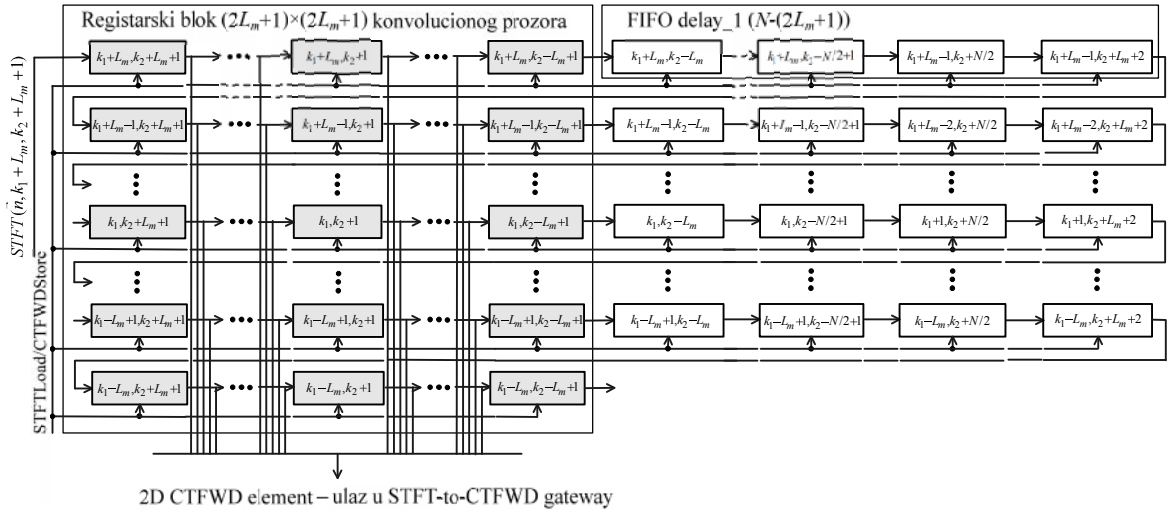 Registarski blok (2Lm+1)×(2Lm+1) konvolucionog prozora
FIFO delay_1 (N-(2Lm+1))
k1+Lm,k2+Lm+1 ••• k1+Lm,k2+1 ••• k1+Lm,k2−Lm+1 k1+Lm,k2−Lm k1+Lm,k2−N/2+1 k1+Lm−1,k2+N/2 k1+Lm−1,k2+Lm+2
k1+Lm−1,k2+Lm+1 ••• k1+Lm−1,k2+1 ••• k1+Lm−1,k2−Lm+1 k1+Lm−1,k2−Lm k1+Lm−1,k2−N/2+1 k1+Lm−2,k2+N/2 k1+Lm−2,k2+Lm+2
k1,k2+Lm+1 ••• k1,k2+1 ••• k1,k2−Lm+1 k1,k2−Lm k1,k2−N/2+1 k1+1,k2+N/2 k1+1,k2+Lm+2
k1−Lm+1,k2+Lm+1 ••• k1−Lm+1,k2+1 ••• k1−Lm+1,k2−Lm+1 k1−Lm+1,k2−Lm k1−Lm+1,k2−N/2+1 k1−Lm,k2+N/2 k1−Lm,k2+Lm+2
k1−Lm,k2+Lm+1 ••• k1−Lm,k2+1 ••• k1−Lm,k2−Lm+1
STFT(n,k1+Lm,k2+Lm+1)
STFTLoad/CTFWDStore
2D CTFWD element – ulaz u STFT-to-CTFWD gateway